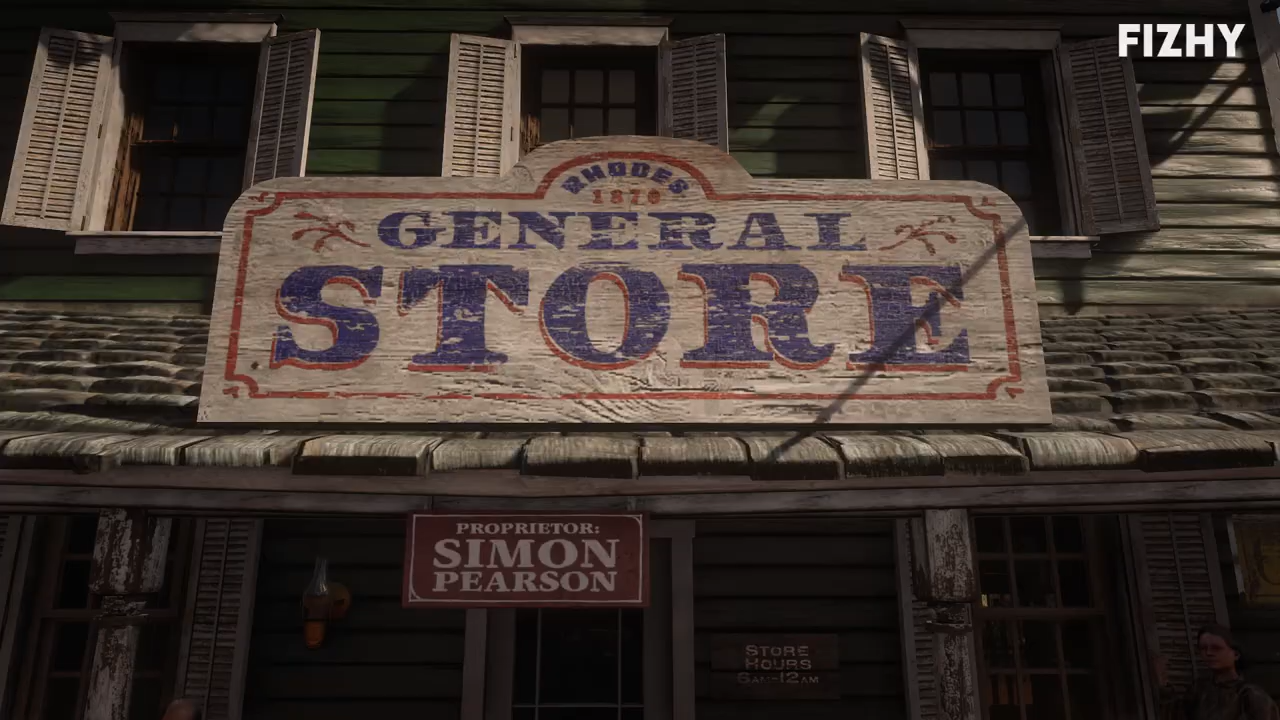 FIZHY
RHODES
1870
GENERAL
STORE
PROPRIETOR:
SIMON
PEARSON
STORE
HOURS
6AM-12AM